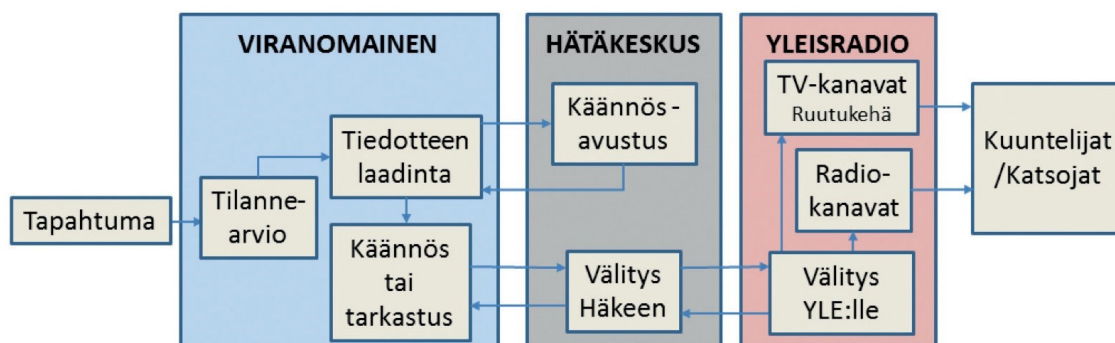 VIRANOMAINEN
HÄTÄKESKUS
YLEISRADIO
Tapahtuma
Tilanne-
arvio
Tiedotteen
laadinta
Käännös
tai
tarkastus
Käännös -
avustus
Välitys
Häkeen
TV-kanavat
Ruutukehä
Radio-
kanavat
Välitys
YLE:lle
Kuuntelijat
/Katsojat